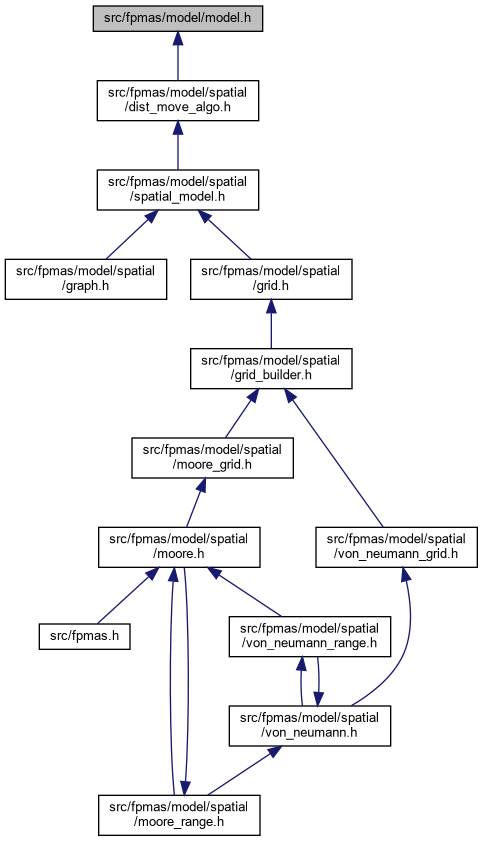 src/fpmas/model/model.h
src/fpmas/model/spatial
/dist_move_algo.h
src/fpmas/model/spatial
/spatial_model.h
src/fpmas/model/spatial
/graph.h
src/fpmas/model/spatial
/grid.h
src/fpmas/model/spatial
/grid_builder.h
src/fpmas/model/spatial
/moore_grid.h
src/fpmas/model/spatial
/moore.h
src/fpmas/model/spatial
/von_neumann_grid.h
src/fpmas.h
src/fpmas/model/spatial
/von_neumann_range.h
src/fpmas/model/spatial
/von_neumann.h
src/fpmas/model/spatial
/moore_range.h